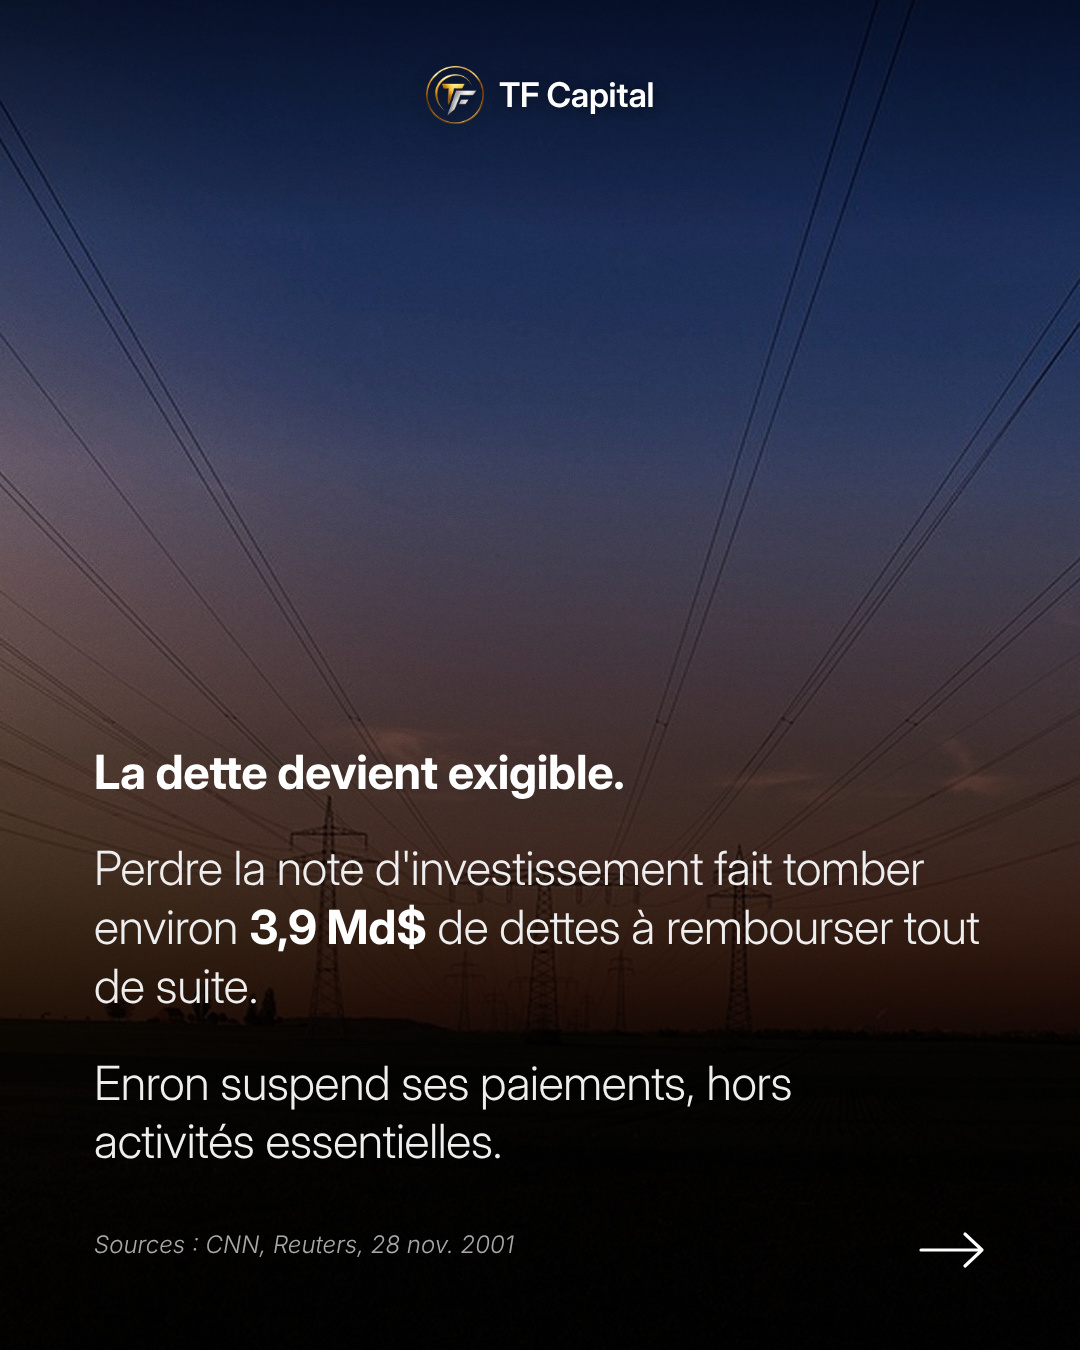 TF TF Capital
La dette devient exigible.
Perdre la note d'investissement fait tomber
environ 3,9 Md$ de dettes à rembourser tout
de suite.
Enron suspend ses paiements, hors
activités essentielles.
Sources : CNN, Reuters, 28 nov. 2001